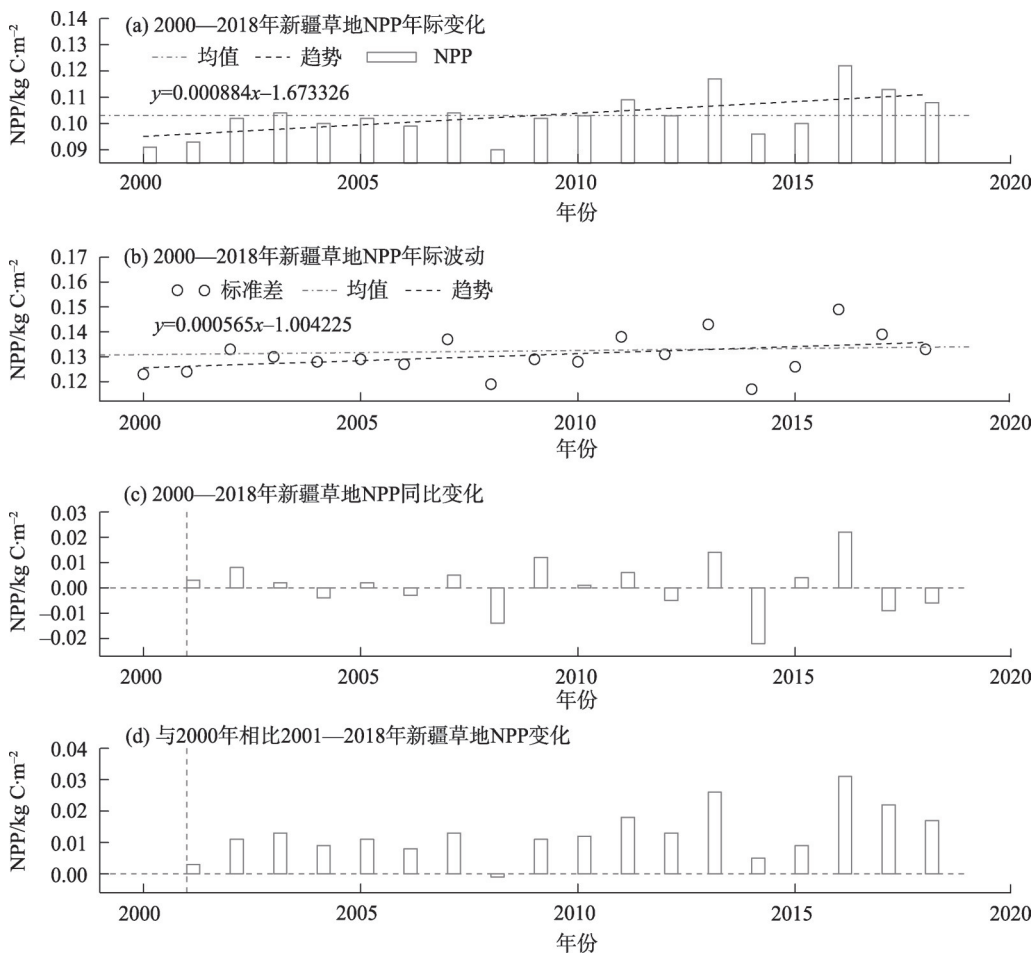 (a) 2000—2018年新疆草地NPP年际变化
均值 趋势 NPP
y=0.000884x–1.673326
NPP/kg C·m⁻²
0.14
0.13
0.12
0.11
0.10
0.09
2000 2005 2010 2015 2020
年份
(b) 2000—2018年新疆草地NPP年际波动
标准差 均值 趋势
y=0.000565x–1.004225
NPP/kg C·m⁻²
0.17
0.16
0.15
0.14
0.13
0.12
2000 2005 2010 2015 2020
年份
(c) 2000—2018年新疆草地NPP同比变化
NPP/kg C·m⁻²
0.03
0.02
0.01
0.00
–0.01
–0.02
2000 2005 2010 2015 2020
年份
(d) 与2000年相比2001—2018年新疆草地NPP变化
NPP/kg C·m⁻²
0.04
0.03
0.02
0.01
0.00
2000 2005 2010 2015 2020
年份